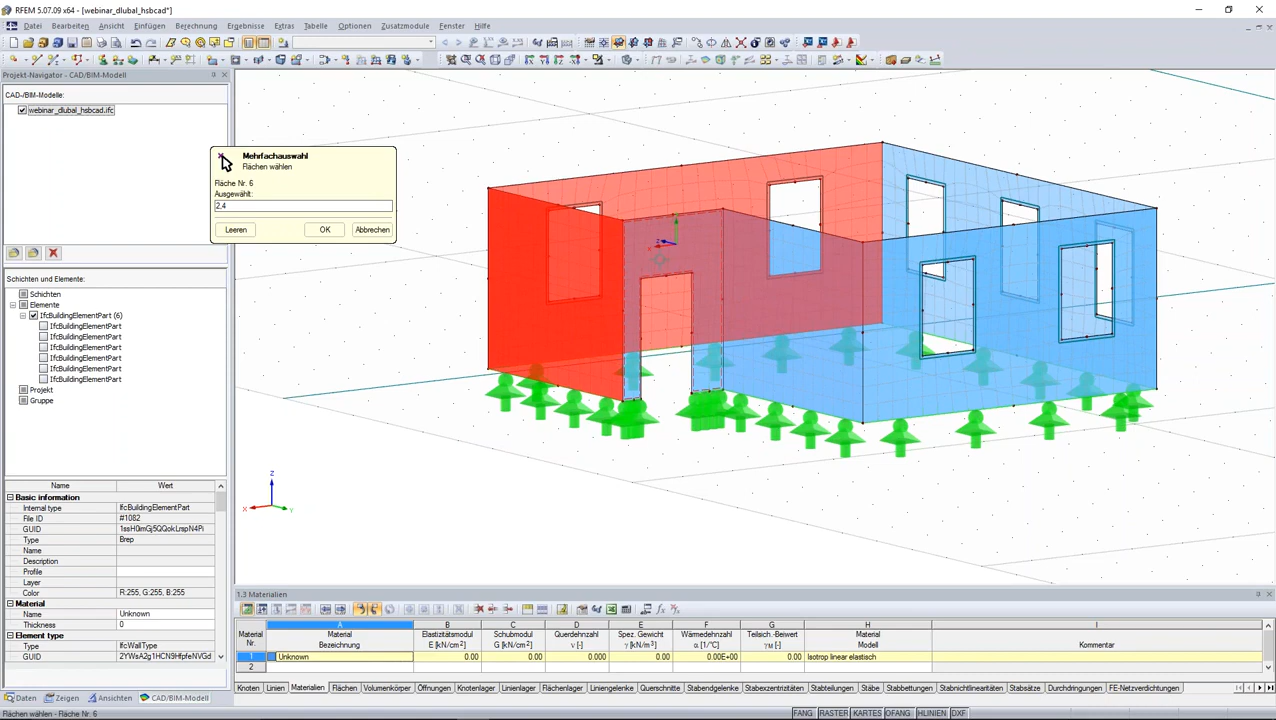 RFEM 5.07.09 x64 - [webinar_dlubal_hsbcad*]
Datei Bearbeiten Ansicht Einfügen Berechnung Ergebnisse Extras Tabelle Optionen Zusatzmodule Fenster Hilfe
Projekt-Navigator - CAD/BIM-Modell
CAD-/BIM-Modelle:
webinar_dlubal_hsbcad.ifc
Mehrfachauswahl
Flächen wählen
Fläche Nr. 6
Ausgewählt:
2,4
Leeren OK Abbrechen
Schichten und Elemente:
Schichten
Elemente
IfcBuildingElementPart (6)
IfcBuildingElementPart
IfcBuildingElementPart
IfcBuildingElementPart
IfcBuildingElementPart
IfcBuildingElementPart
IfcBuildingElementPart
Projekt
Gruppe
Name Wert
Basic information
Internal type IfcBuildingElementPart
File ID #1082
GUID 1ssH0imGj5QQokLrspN4Pi
Type Brep
Name
Description
Profile
Layer
Color R:255, G:255, B:255
Material
Name Unknown
Thickness 0
Element type
Type IfcWallType
GUID 2YWsA2g1HCN9HfpfeNVGd
Z
X
Y
Z
1.3 Materialien
A B C D E F G H I
Material Material Elastizitätsmodul Schubmodul Querdehnzahl Spez. Gewicht Wärmedehnzahl Teilsich.-Beiwert Material
Nr. Bezeichnung E [kN/cm²] G [kN/cm²] ν [-] γ [kN/m³] α [1/°C] γM [-] Modell Kommentar
1 Unknown 0.00 0.00 0.000 0.00 0.00E+00 0.00 Isotrop linear elastisch
2
Daten Zeigen Ansichten CAD/BIM-Modell
Knoten Linien Materialien Flächen Volumenkörper Öffnungen Knotenlager Linienlager Flächenlager Liniengelenke Querschnitte Stabendgelenke Stabexzentrizitäten Stabteilungen Stäbe Stabbettungen Stabnichtlinearitäten Stabsätze Durchdringungen FE-Netzverdichtungen
Flächen wählen - Fläche Nr. 6
FANG RASTER KARTES OFANG HLINIEN DXF